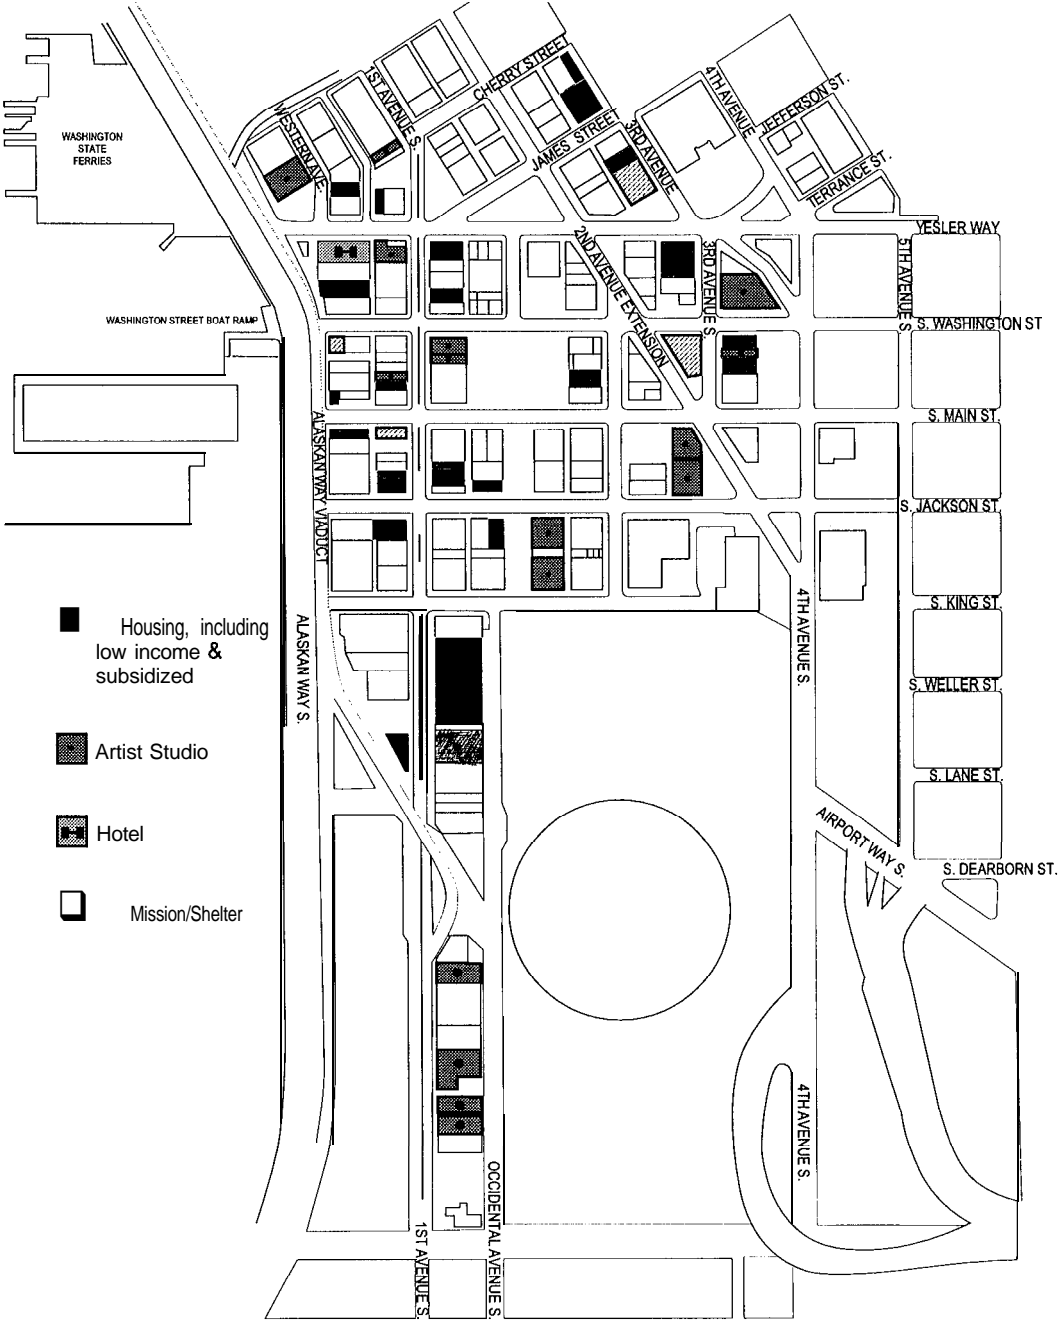 CHERRY STREET
1ST AVENUE S.
4TH AVENUE
JEFFERSON ST.
WESTERN AVE.
JAMES STREET
3RD AVENUE
TERRANCE ST.
WASHINGTON
STATE
FERRIES
YESLER WAY
2ND AVENUE EXTENSION
3RD AVENUE S.
5TH AVENUE S.
WASHINGTON STREET BOAT RAMP
S. WASHINGTON ST
S. MAIN ST.
ALASKAN WAY VIADUCT
S. JACKSON ST.
4TH AVENUE S.
S. KING ST.
ALASKAN WAY S.
Housing, including
low income &
subsidized
S. WELLER ST.
Artist Studio
S. LANE ST.
Hotel
AIRPORT WAY S.
S. DEARBORN ST.
Mission/Shelter
4TH AVENUE S.
OCCIDENTAL AVENUE S.
1ST AVENUE S.